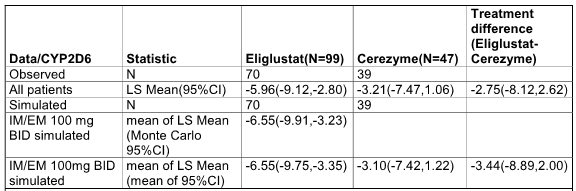 Data/CYP2D6 Statistic Eliglustat(N=99) Cerezyme(N=47) Treatment difference (Eliglustat-Cerezyme)
Observed N 70 39
All patients LS Mean(95%CI) -5.96(-9.12,-2.80) -3.21(-7.47,1.06) -2.75(-8.12,2.62)
Simulated N 70 39
IM/EM 100 mg BID simulated mean of LS Mean (Monte Carlo 95%CI) -6.55(-9.91,-3.23)
IM/EM 100mg BID simulated mean of LS Mean (mean of 95%CI) -6.55(-9.75,-3.35) -3.10(-7.42,1.22) -3.44(-8.89,2.00)